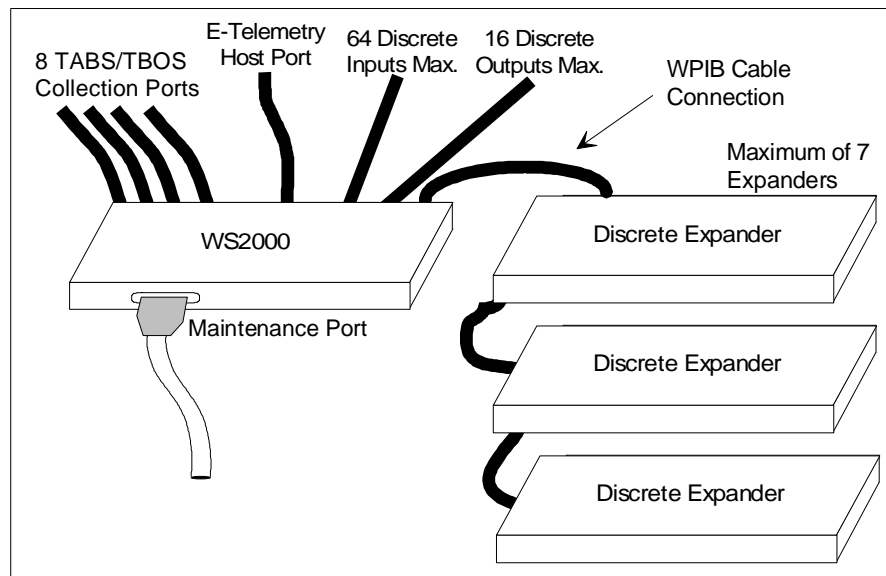 8 TABS/TBOS
Collection Ports
E-Telemetry
Host Port
64 Discrete
Inputs Max.
16 Discrete
Outputs Max.
WPIB Cable
Connection
Maximum of 7
Expanders
WS2000
Discrete Expander
Maintenance Port
Discrete Expander
Discrete Expander